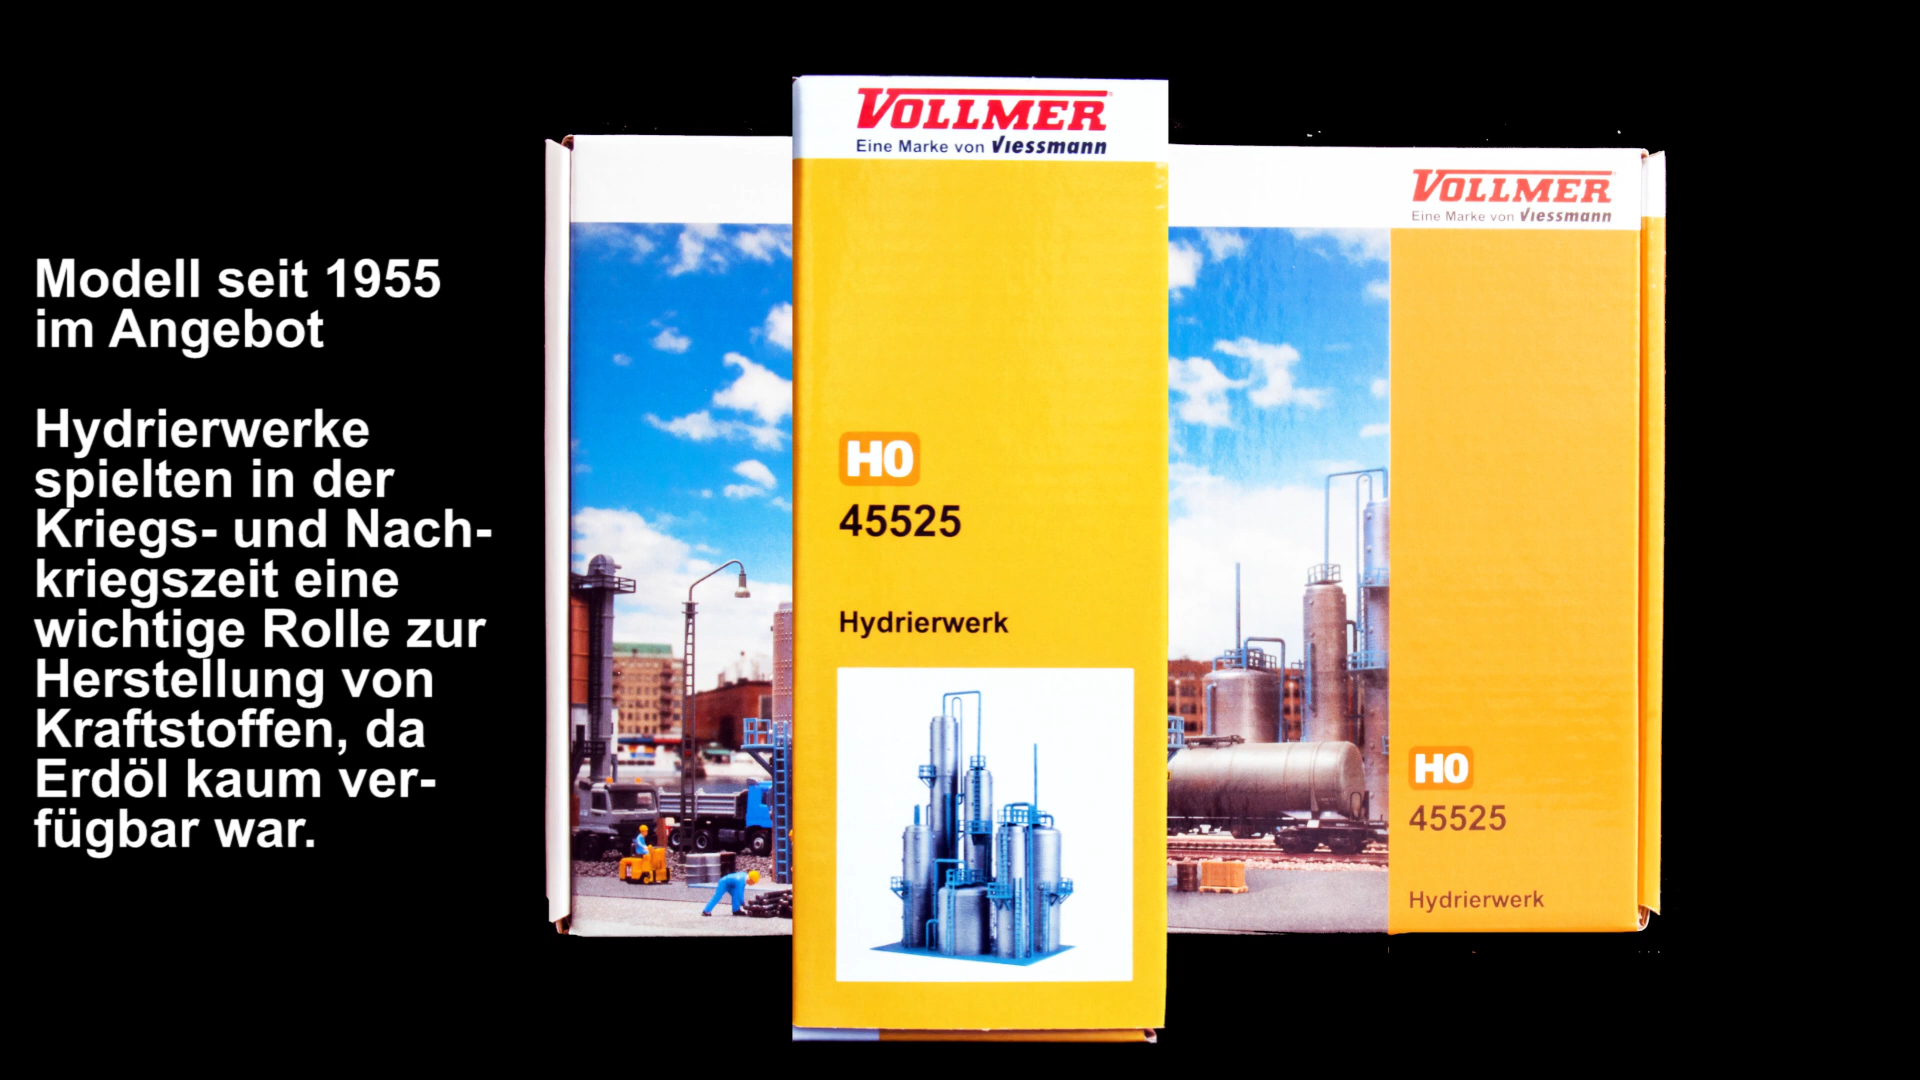 Modell seit 1955
im Angebot
Hydrierwerke
spielten in der
Kriegs- und Nach-
kriegszeit eine
wichtige Rolle zur
Herstellung von
Kraftstoffen, da
Erdöl kaum ver-
fügbar war.
VOLLMER
Eine Marke von Viessmann
H0
45525
Hydrierwerk
VOLLMER
Eine Marke von Viessmann
H0
45525
Hydrierwerk